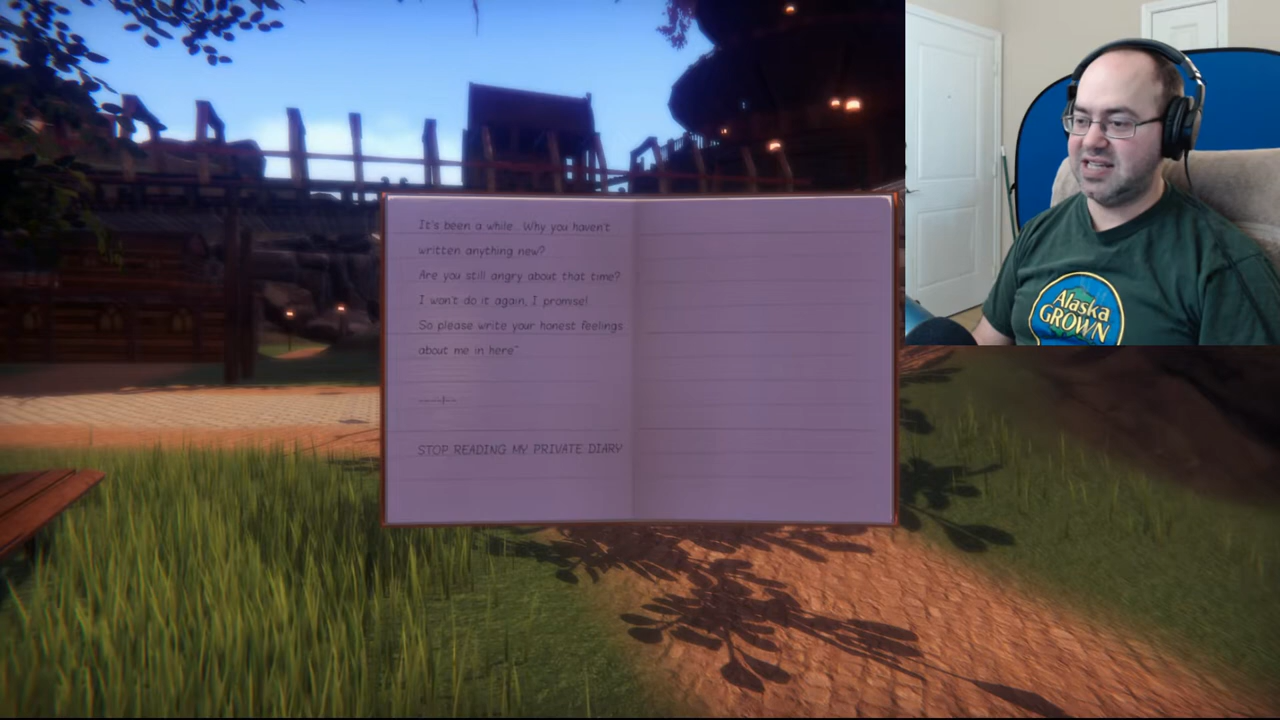 It's been a while. Why you haven't
written anything new?
Are you still angry about that time?
I won't do it again, I promise!
So please write your honest feelings
about me in here~
STOP READING MY PRIVATE DIARY
Alaska
GROWN